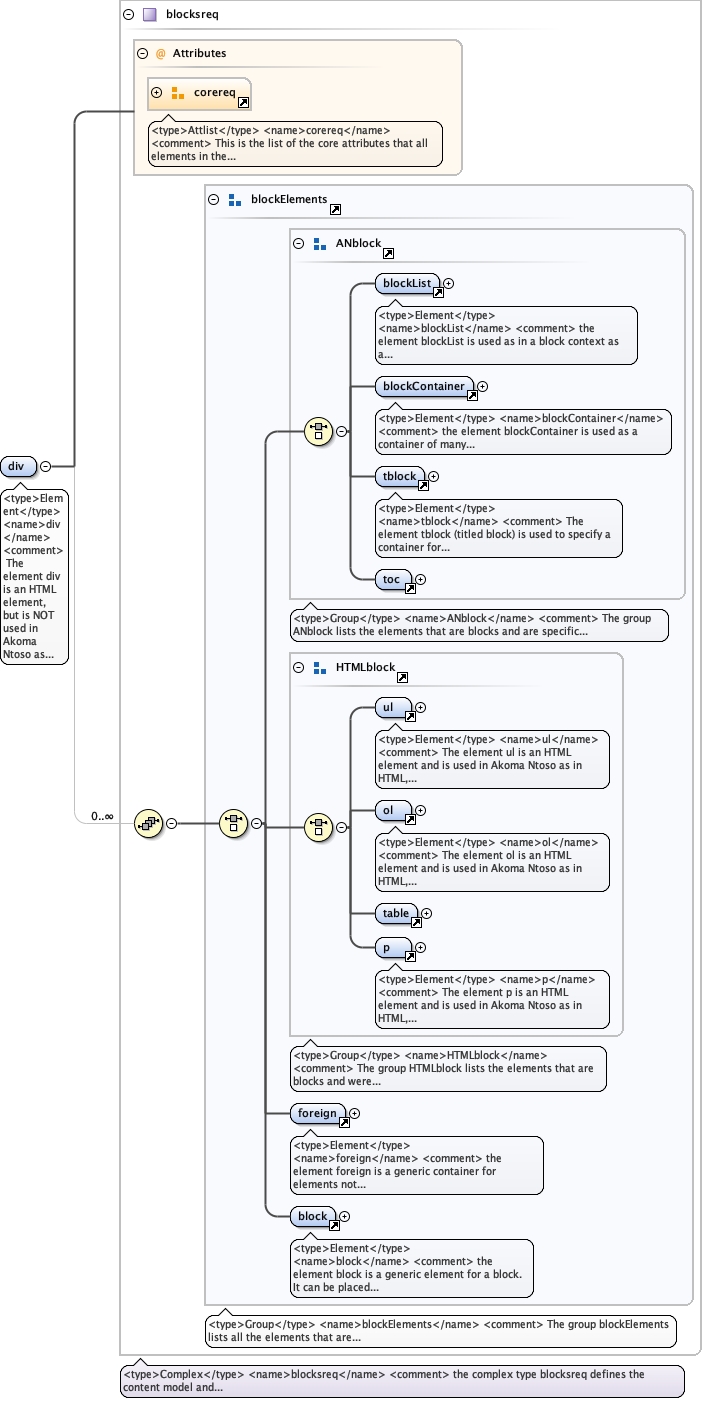 blocksreq
Attributes
corereq
<type>Attlist</type> <name>corereq</name>
<comment> This is the list of the core attributes that all
elements in the...
blockElements
ANblock
blockList
<type>Element</type>
<name>blockList</name> <comment> the
element blockList is used as in a block context as
a...
blockContainer
<type>Element</type> <name>blockContainer</name>
<comment> the element blockContainer is used as a
container of many...
tblock
<type>Element</type>
<name>tblock</name> <comment> The
element tblock (titled block) is used to specify a
container for...
toc
<type>Group</type> <name>ANblock</name> <comment> The group
ANblock lists the elements that are blocks and are specific...
div
<type>Elem
ent</type>
<name>div
</name>
<comment>
The
element div
is an HTML
element,
but is NOT
used in
Akoma
Ntoso as...
HTMLblock
ul
<type>Element</type> <name>ul</name>
<comment> The element ul is an HTML
element and is used in Akoma Ntoso as in
HTML,...
ol
<type>Element</type> <name>ol</name>
<comment> The element ol is an HTML
element and is used in Akoma Ntoso as in
HTML,...
0..∞
table
p
<type>Element</type> <name>p</name>
<comment> The element p is an HTML
element and is used in Akoma Ntoso as in
HTML,...
<type>Group</type> <name>HTMLblock</name>
<comment> The group HTMLblock lists the elements that are
blocks and were...
foreign
<type>Element</type>
<name>foreign</name> <comment> the
element foreign is a generic container for
elements not...
block
<type>Element</type>
<name>block</name> <comment> the
element block is a generic element for a block.
It can be placed...
<type>Group</type> <name>blockElements</name> <comment> The group blockElements
lists all the elements that are...
<type>Complex</type> <name>blocksreq</name> <comment> the complex type blocksreq defines the
content model and...